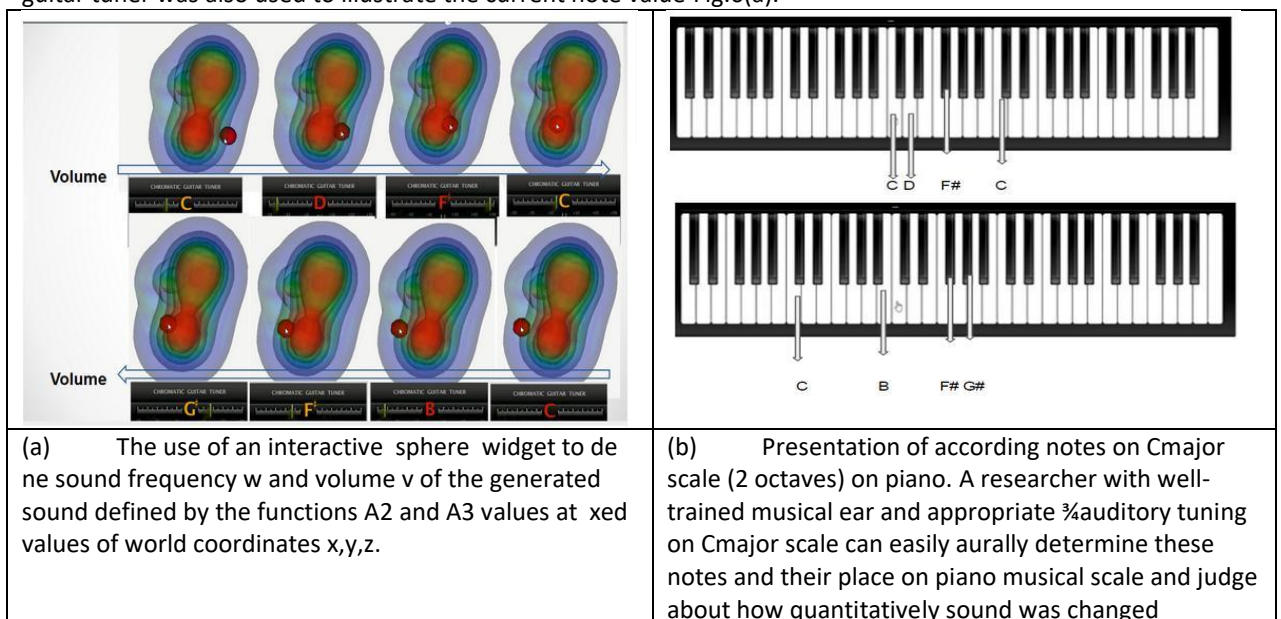 guitar tuner was also used to illustrate the current note value Fig.6(a).
Volume
CHROMATIC GUITAR TUNER CHROMATIC GUITAR TUNER CHROMATIC GUITAR TUNER CHROMATIC GUITAR TUNER
C D F# C
Volume
CHROMATIC GUITAR TUNER CHROMATIC GUITAR TUNER CHROMATIC GUITAR TUNER CHROMATIC GUITAR TUNER
G# F# B C
C D F# C
C B F# G#
(a) The use of an interactive sphere widget to de
ne sound frequency w and volume v of the generated
sound defined by the functions A2 and A3 values at xed
values of world coordinates x,y,z.
(b) Presentation of according notes on Cmajor
scale (2 octaves) on piano. A researcher with well-
trained musical ear and appropriate ¾auditory tuning
on Cmajor scale can easily aurally determine these
notes and their place on piano musical scale and judge
about how quantitatively sound was changed